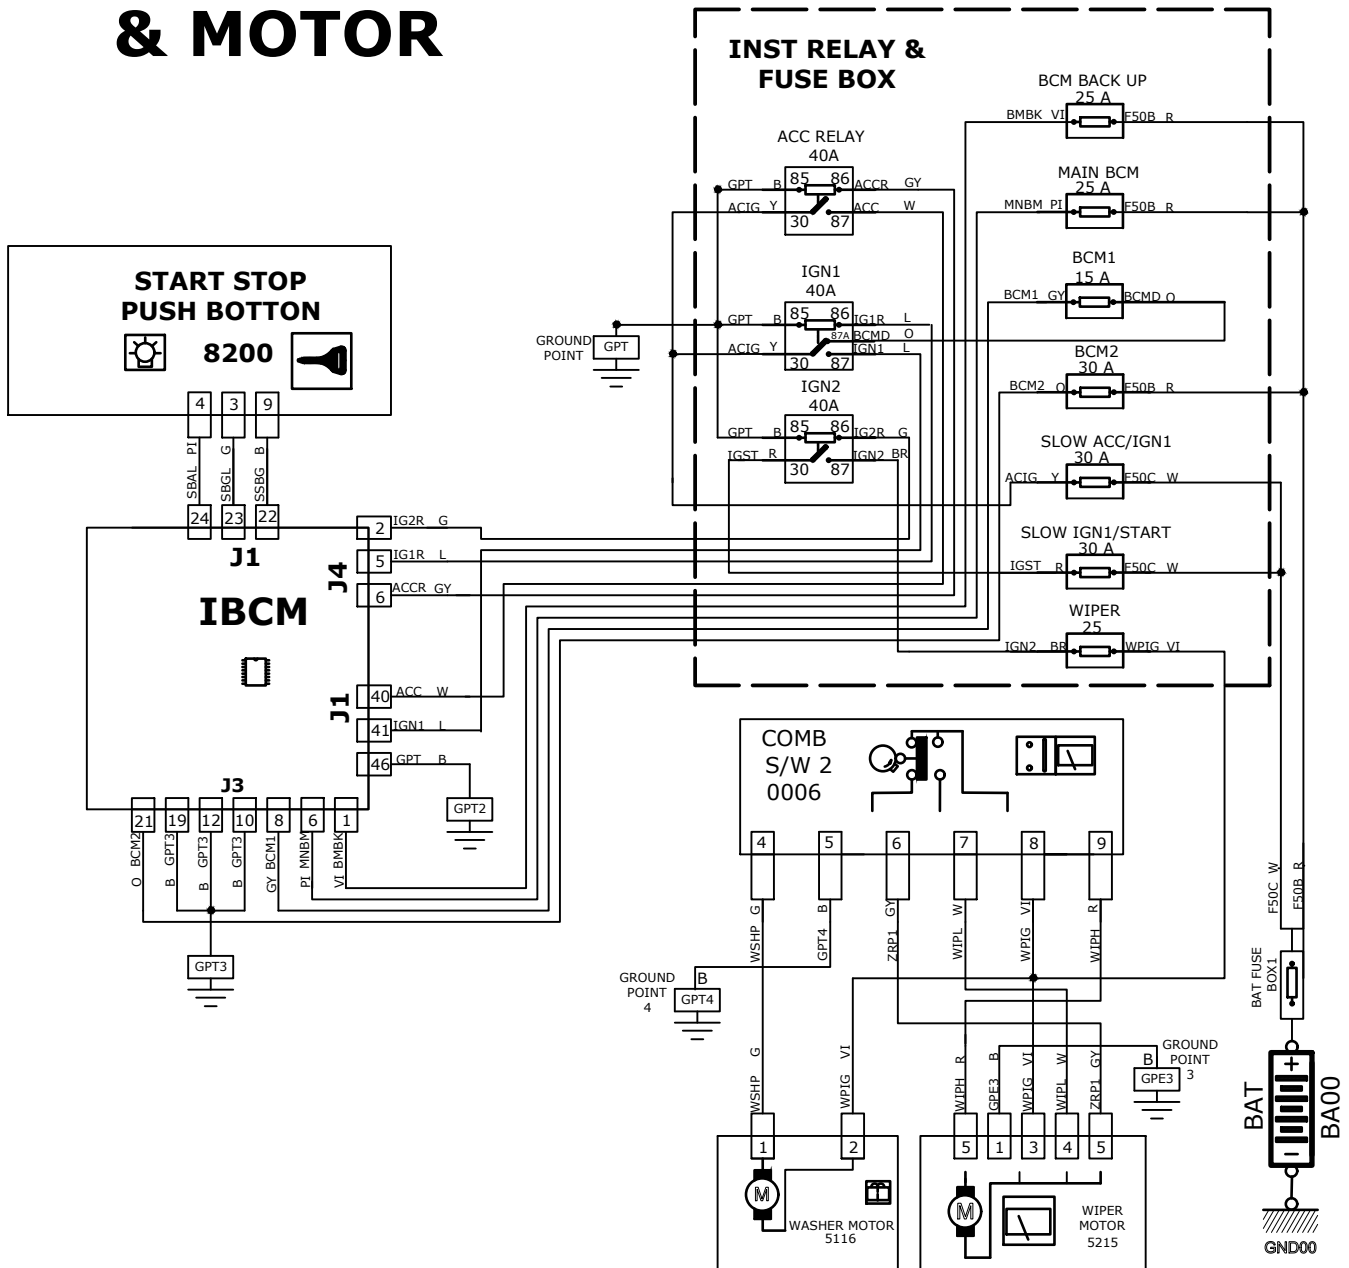 & MOTOR
INST RELAY &
FUSE BOX
BCM BACK UP
25 A
BMBK VI
F50B R
ACC RELAY
40A
85 86
GPT B
ACCR GY
ACIG Y
ACC W
30 87
MAIN BCM
25 A
MNBM PI
F50B R
START STOP
PUSH BOTTON
8200
4 3 9
SBAL PI
SBGL G
SSBG B
IGN1
40A
85 86
GPT B
IG1R L
87A BCMD O
ACIG Y
IGN1 L
30 87
GROUND
POINT
GPT
BCM1
15 A
BCM1 GY
BCMD O
IGN2
40A
85 86
GPT B
IG2R G
IGST R
IGN2 BR
30 87
BCM2
30 A
BCM2 O
F50B R
SLOW ACC/IGN1
30 A
ACIG Y
F50C W
SLOW IGN1/START
30 A
IGST R
F50C W
WIPER
25
IGN2 BR
WPIG VI
24 23 22
J1
IBCM
2 IG2R G
5 IG1R L
6 ACCR GY
J4
J1
40 ACC W
41 IGN1 L
46 GPT B
GPT2
J3
21 19 12 10 8 6 1
O BCM2
B GPT3
B GPT3
B GPT3
GY BCM1
PI MNBM
VI BMBK
GPT3
COMB
S/W 2
0006
4 5 6 7 8 9
WSHP G
GPT4 B
ZRP1 GY
WIPL W
WPIG VI
WIPH R
GROUND
POINT
4
B
GPT4
F50C W
F50B R
BAT FUSE
BOX1
WSHP G
WPIG VI
WIPH R
GPE3 B
WPIG VI
WIPL W
ZRP1 GY
GROUND
POINT
3
B
GPE3
1 2
5 1 3 4 5
M
WASHER MOTOR
5116
M
WIPER
MOTOR
5215
BAT
+
−
BA00
GND00